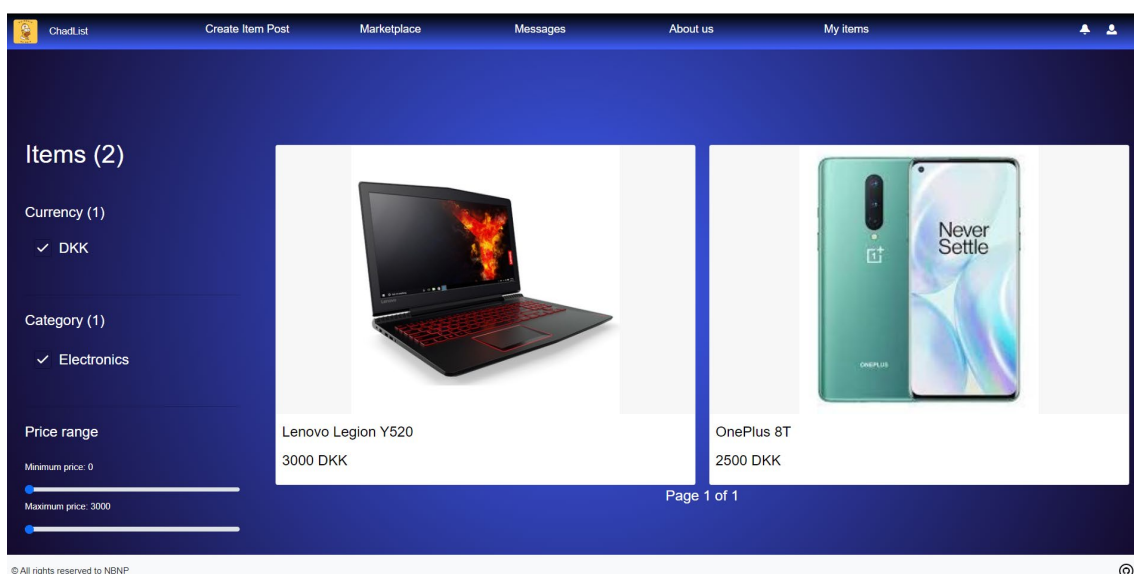 ChadList Create Item Post Marketplace Messages About us My items
Items (2)
Currency (1)
DKK
Category (1)
Electronics
Price range
Minimum price: 0
Maximum price: 3000
Never
Settle
ONEPLUS
Lenovo Legion Y520
3000 DKK
OnePlus 8T
2500 DKK
Page 1 of 1
© All rights reserved to NBNP